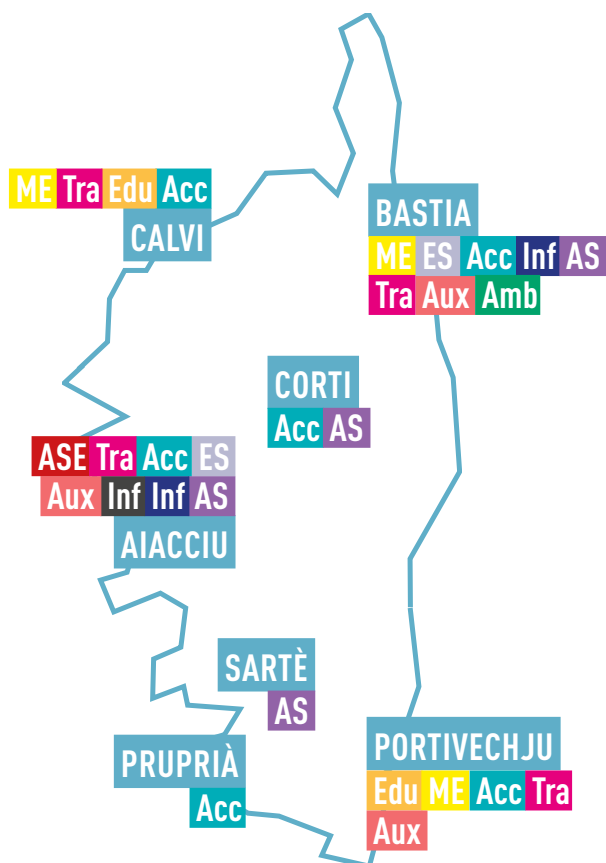 ME Tra Edu Acc
CALVI
BASTIA
ME ES Acc Inf AS
Tra Aux Amb
CORTI
Acc AS
ASE Tra Acc ES
Aux Inf Inf AS
AIACCIU
SARTÈ
AS
PRUPRIÀ
Acc
PORTIVECHJU
Edu ME Acc Tra
Aux